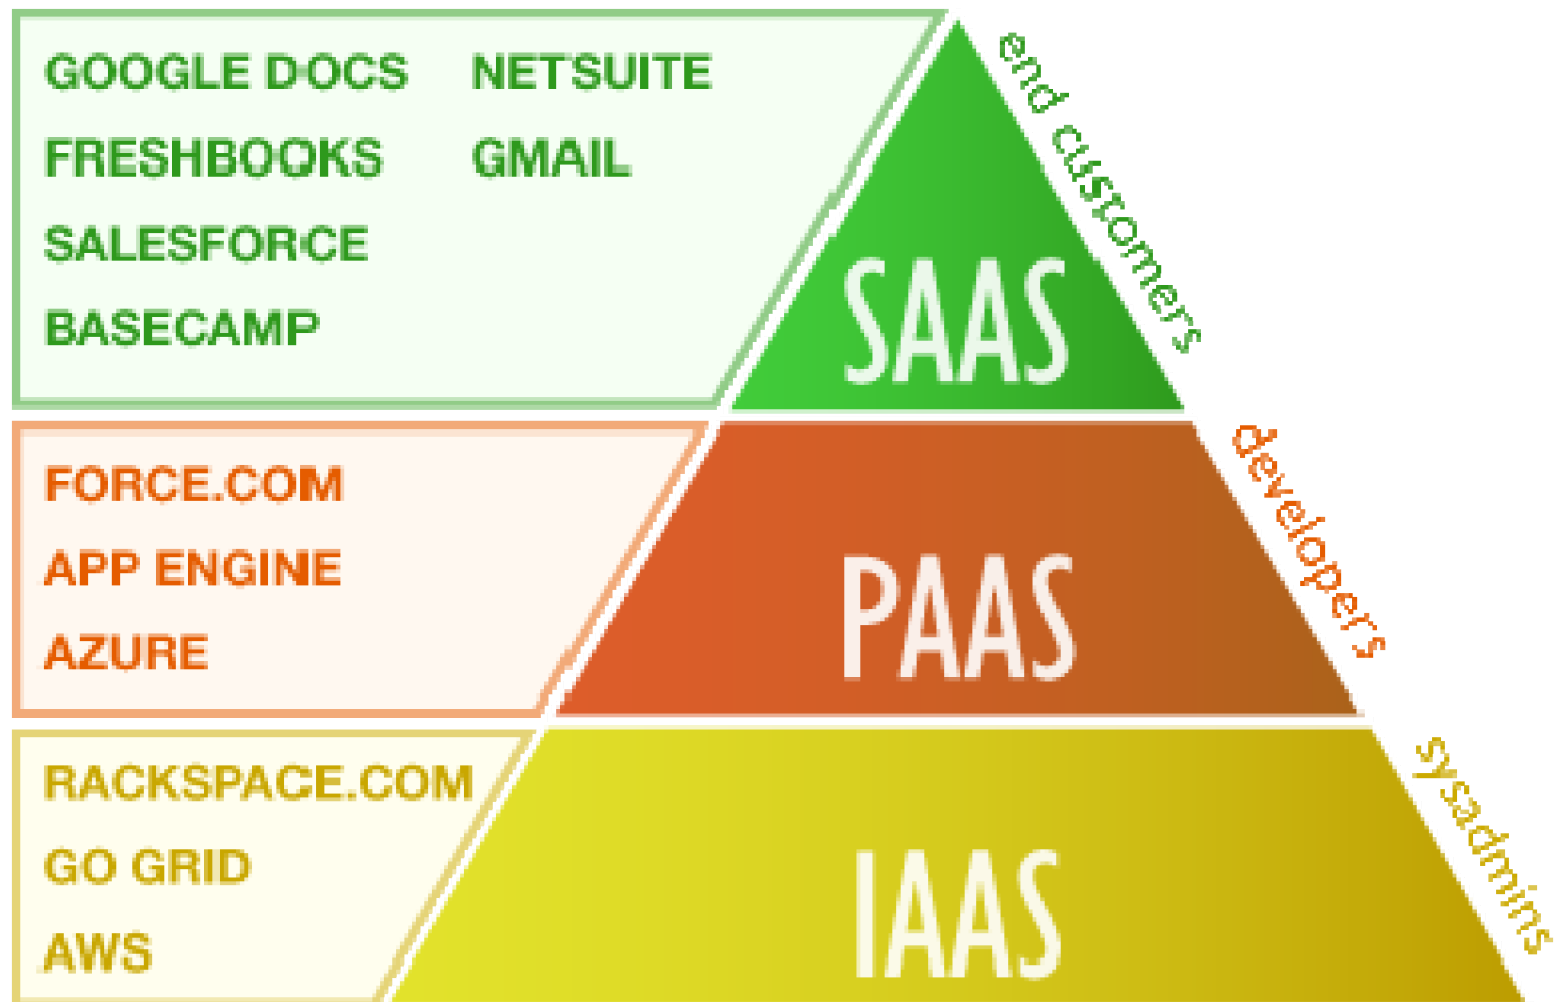 GOOGLE DOCS NETSUITE
FRESHBOOKS GMAIL
SALESFORCE
BASECAMP
SAAS
end customers
FORCE.COM
APP ENGINE
AZURE
PAAS
developers
RACKSPACE.COM
GO GRID
AWS
IAAS
sysadmins